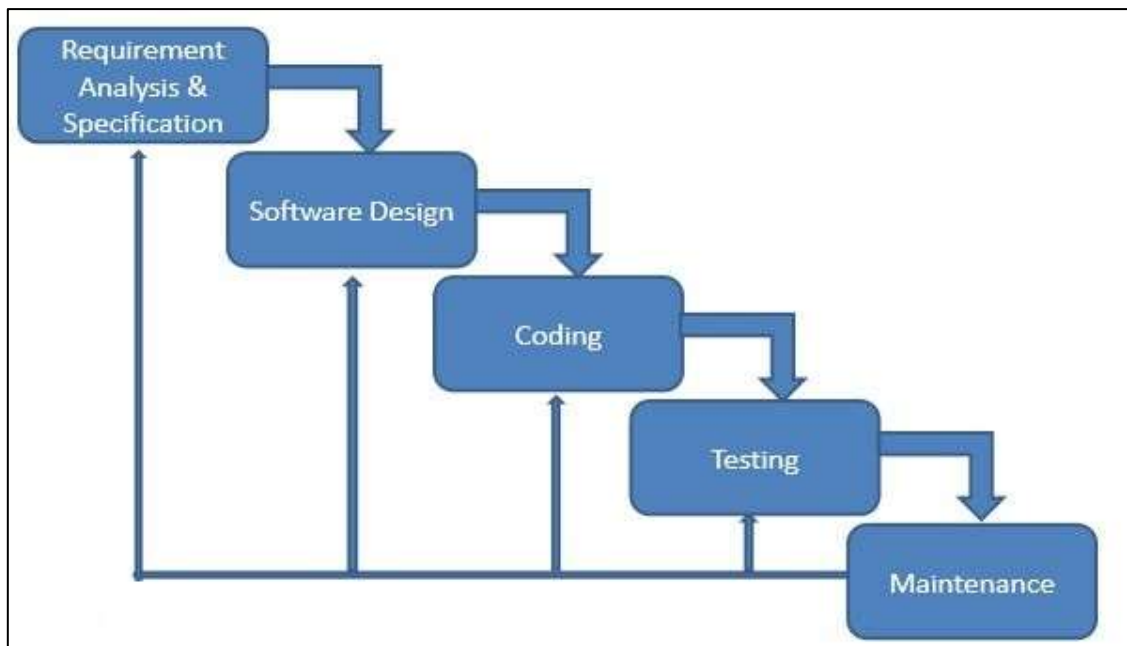 Requirement
Analysis &
Specification
Software Design
Coding
Testing
Maintenance